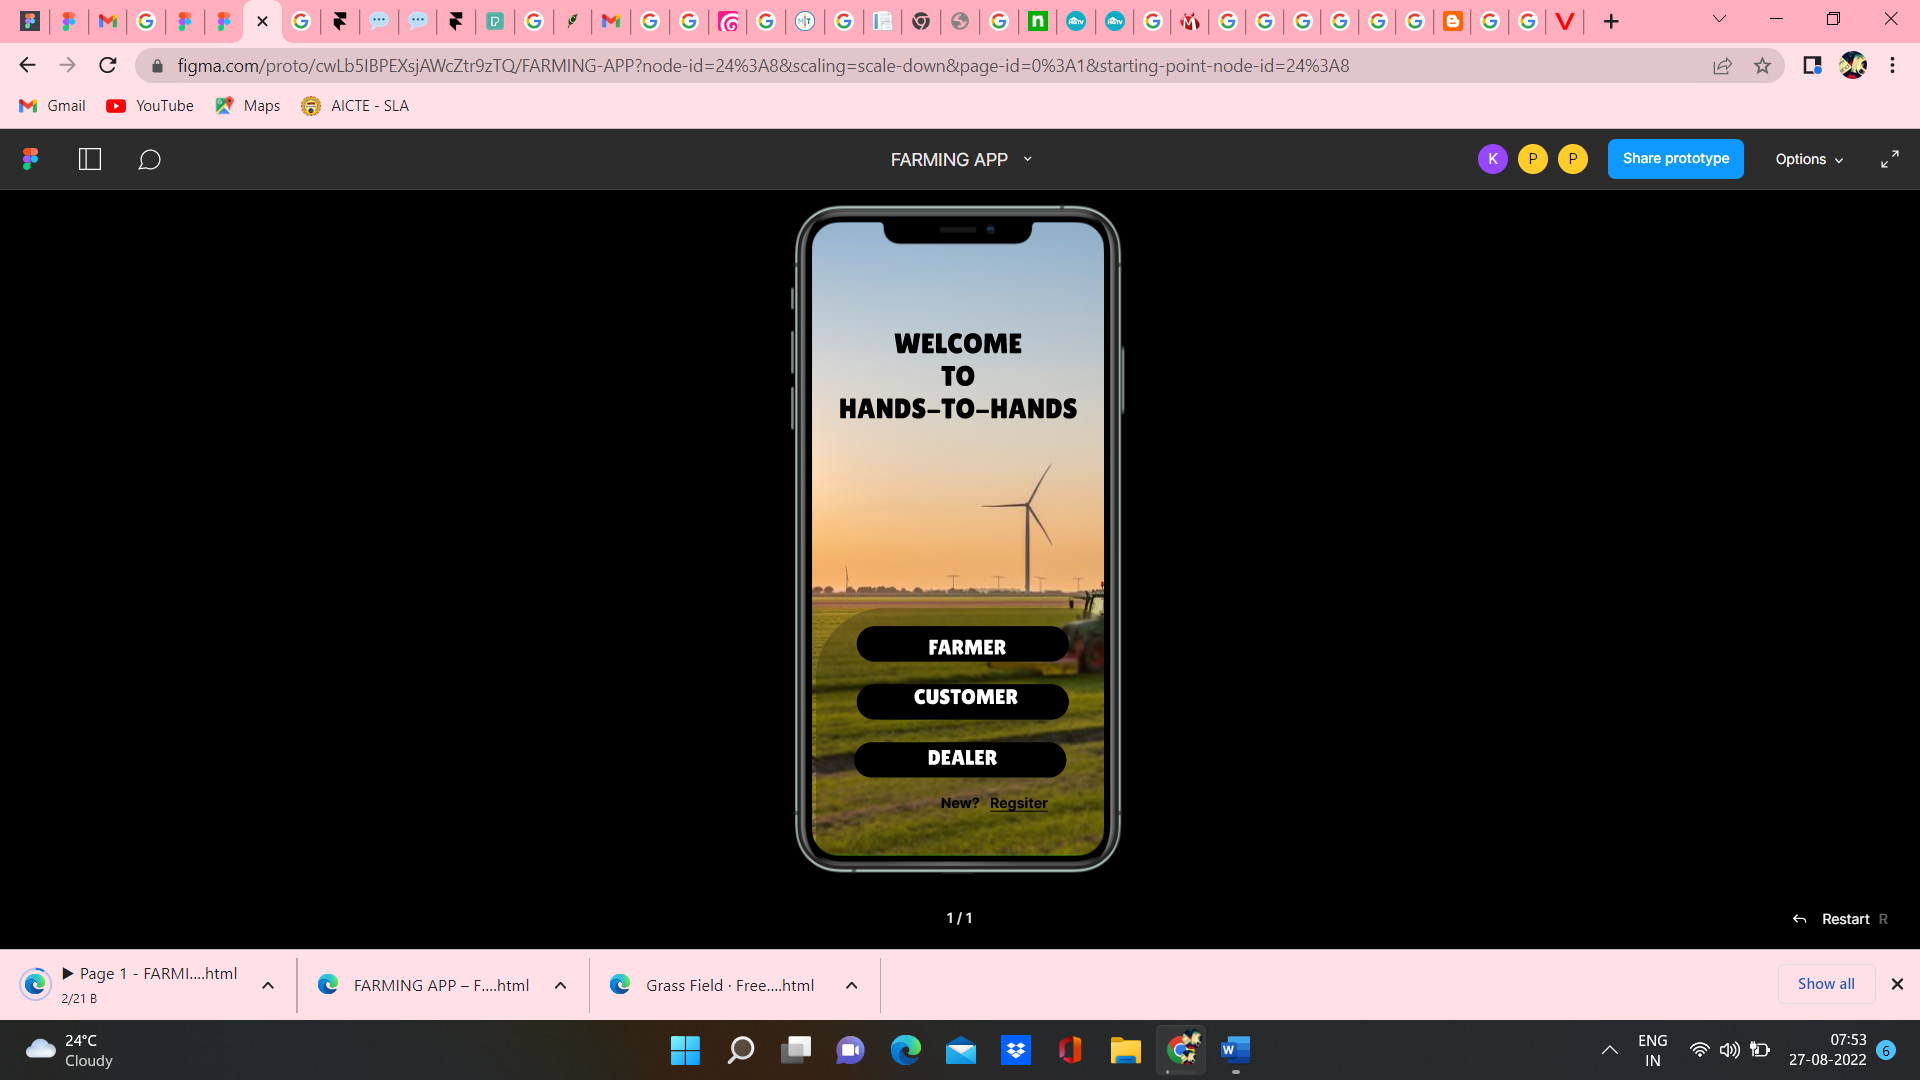 figma.com/proto/cwLb5IBPEXsjAWcZtr9zTQ/FARMING-APP?node-id=24%3A8&scaling=scale-down&page-id=0%3A1&starting-point-node-id=24%3A8
Gmail YouTube Maps AICTE - SLA
FARMING APP K P P Share prototype Options
WELCOME
TO
HANDS-TO-HANDS
FARMER
CUSTOMER
DEALER
New? Regsiter
1 / 1
Restart R
Page 1 - FARMI....html
2/21 B
FARMING APP – F....html
Grass Field · Free....html
Show all
24°C
Cloudy
ENG
IN
07:53
27-08-2022
6